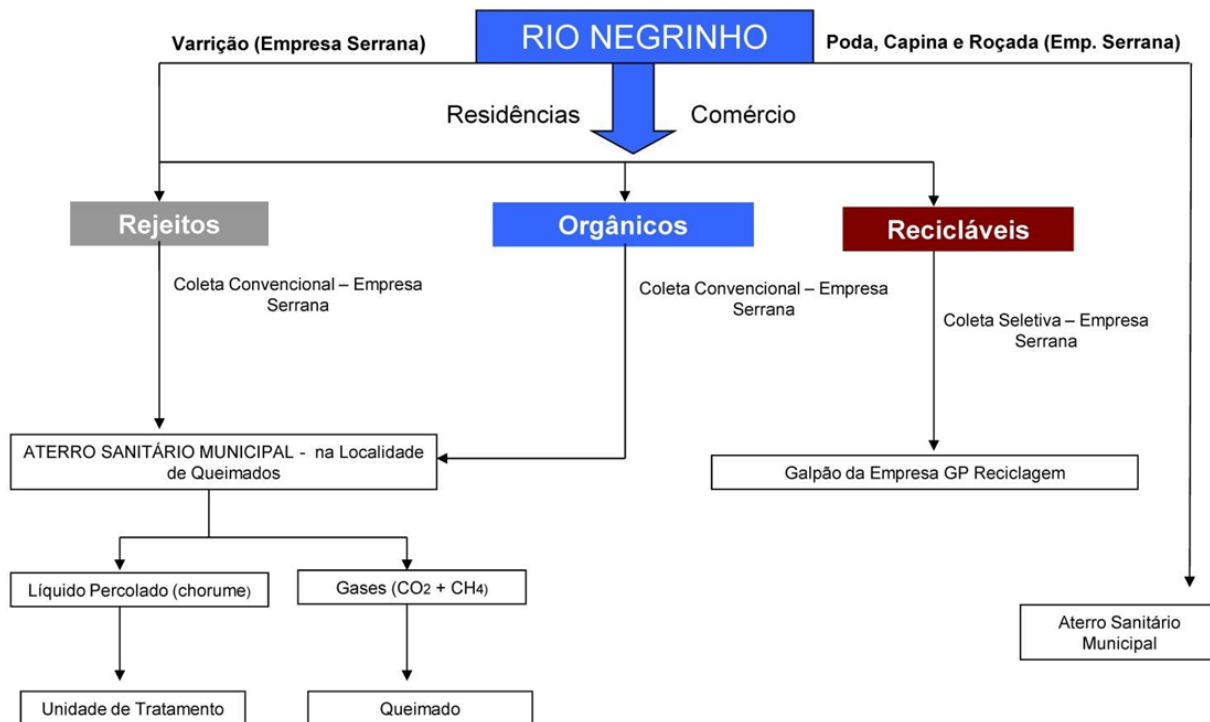 Varrição (Empresa Serrana)
RIO NEGRINHO
Poda, Capina e Roçada (Emp. Serrana)
Residências
Comércio
Rejeitos
Orgânicos
Recicláveis
Coleta Convencional – Empresa
Serrana
Coleta Convencional – Empresa
Serrana
Coleta Seletiva – Empresa
Serrana
ATERRO SANITÁRIO MUNICIPAL - na Localidade
de Queimados
Galpão da Empresa GP Reciclagem
Líquido Percolado (chorume)
Gases (CO2 + CH4)
Aterro Sanitário
Municipal
Unidade de Tratamento
Queimado